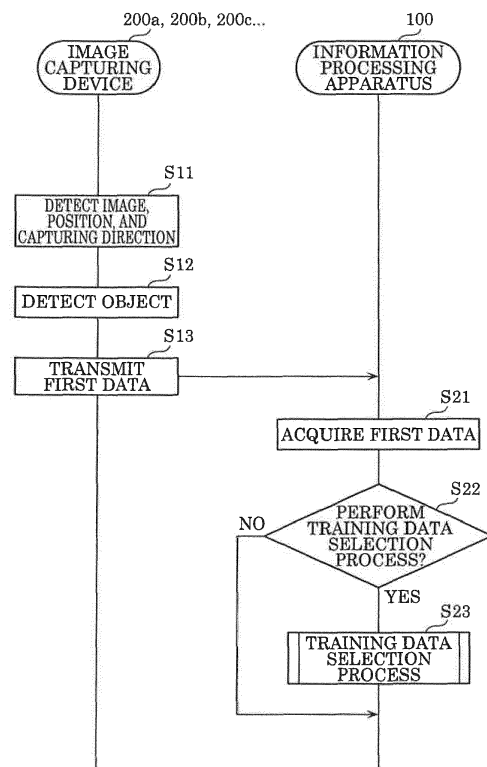 200a, 200b, 200c...
100
IMAGE
CAPTURING
DEVICE
INFORMATION
PROCESSING
APPARATUS
S11
DETECT IMAGE,
POSITION, AND
CAPTURING DIRECTION
S12
DETECT OBJECT
S13
TRANSMIT
FIRST DATA
S21
ACQUIRE FIRST DATA
S22
PERFORM
TRAINING DATA
SELECTION
PROCESS?
NO
YES
S23
TRAINING DATA
SELECTION
PROCESS